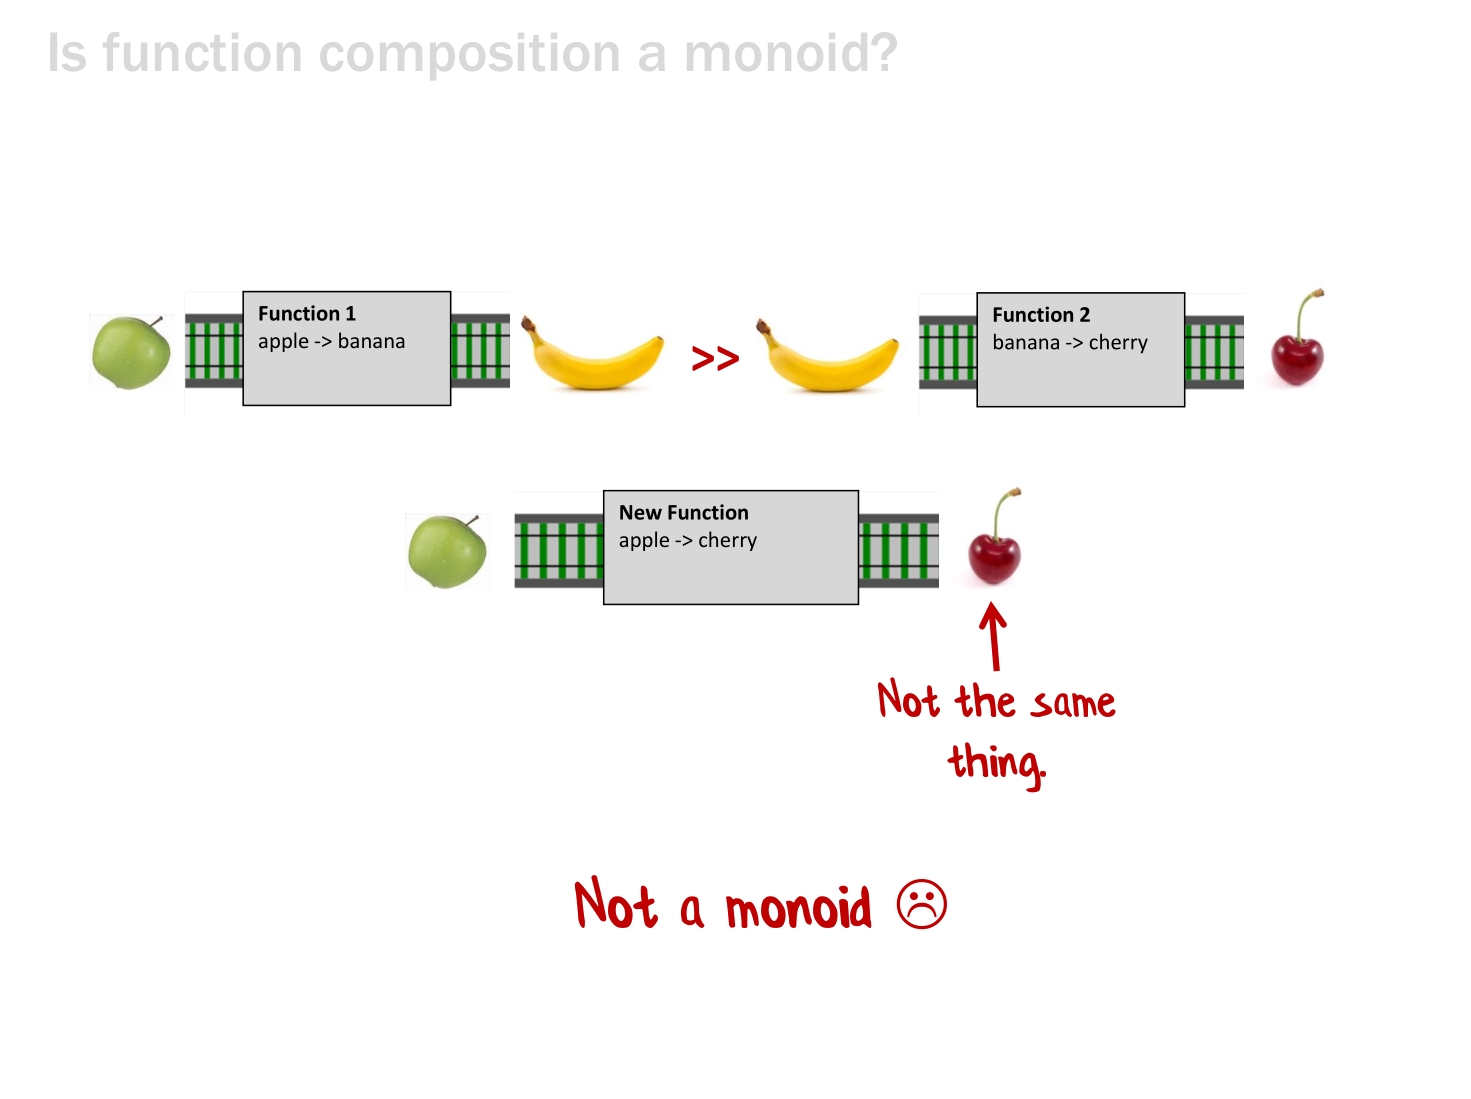 Is function composition a monoid?
Function 1
apple -> banana
>>
Function 2
banana -> cherry
New Function
apple -> cherry
Not the same
thing.
Not a monoid ☹